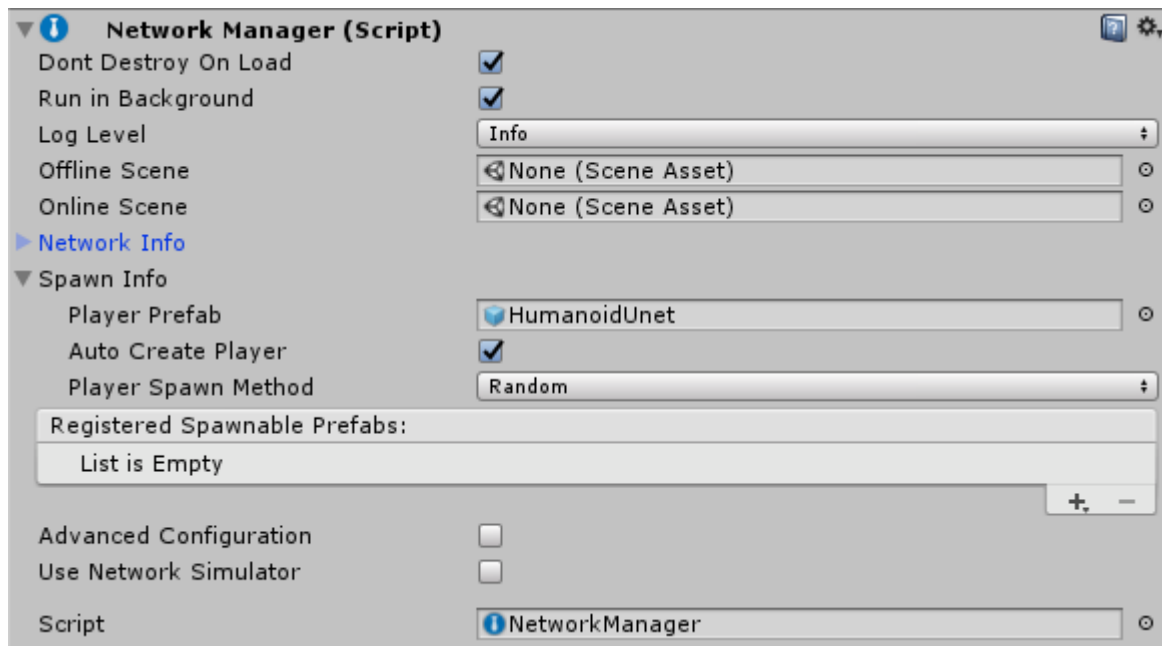 Network Manager (Script)
Dont Destroy On Load
Run in Background
Log Level Info
Offline Scene None (Scene Asset)
Online Scene None (Scene Asset)
Network Info
Spawn Info
Player Prefab HumanoidUnet
Auto Create Player
Player Spawn Method Random
Registered Spawnable Prefabs:
List is Empty
Advanced Configuration
Use Network Simulator
Script NetworkManager